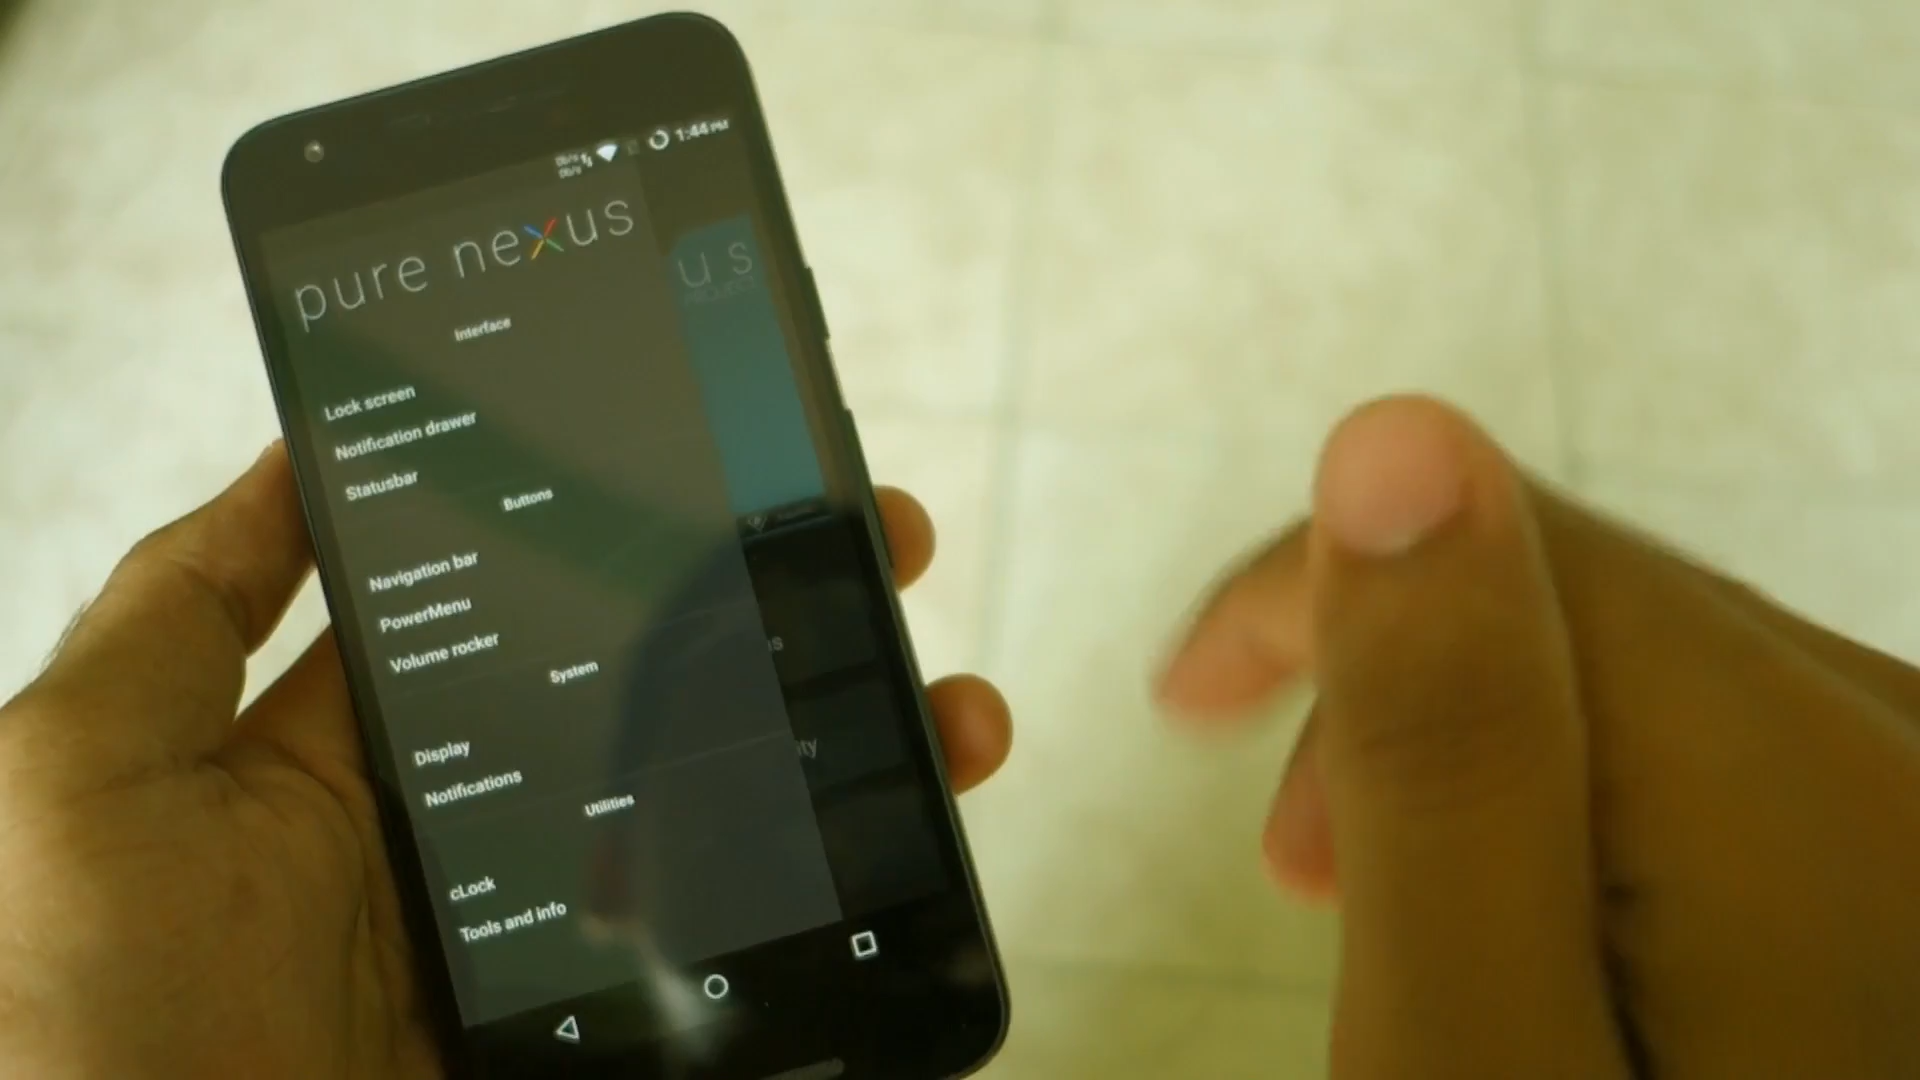 1:44 PM
pure nexus
u s
PROJECT
Interface
Lock screen
Notification drawer
Statusbar
Buttons
Navigation bar
PowerMenu
Volume rocker
System
Display
Notifications
Utilities
cLock
Tools and info